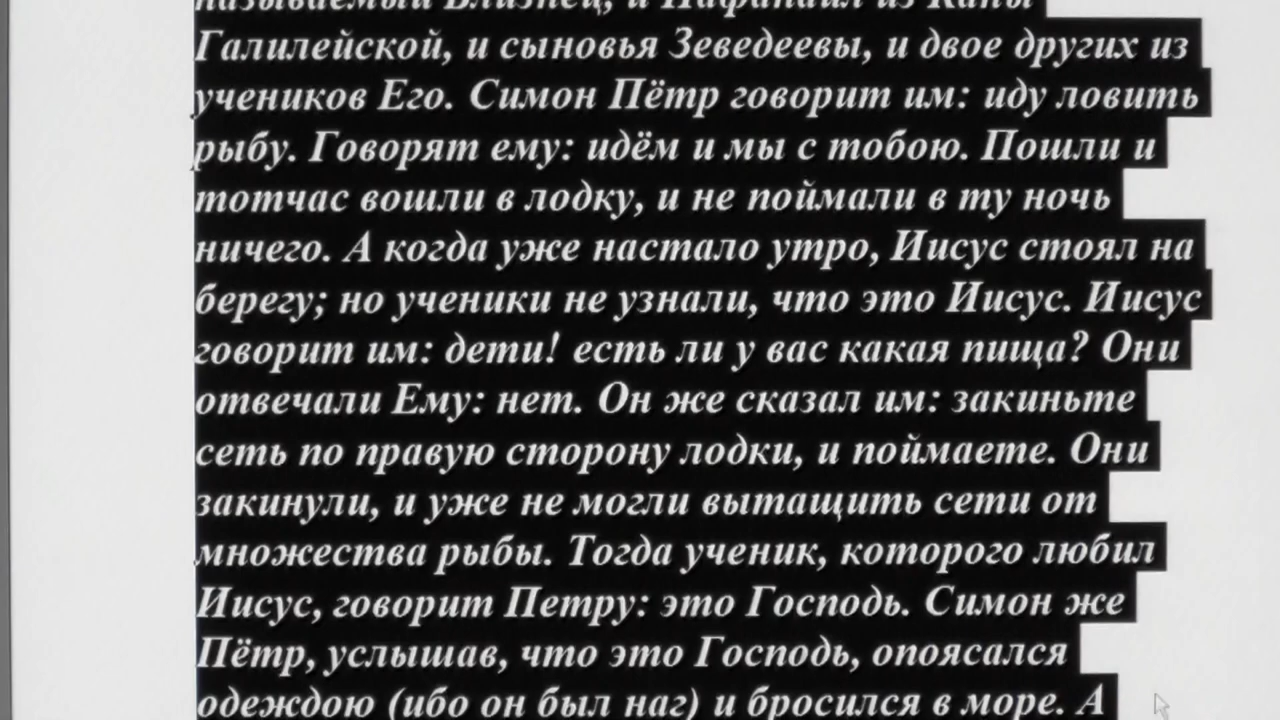 называемый Близнец, и Нафанаил из Каны
Галилейской, и сыновья Зеведеевы, и двое других из
учеников Его. Симон Пётр говорит им: иду ловить
рыбу. Говорят ему: идём и мы с тобою. Пошли и
тотчас вошли в лодку, и не поймали в ту ночь
ничего. А когда уже настало утро, Иисус стоял на
берегу; но ученики не узнали, что это Иисус. Иисус
говорит им: дети! есть ли у вас какая пища? Они
отвечали Ему: нет. Он же сказал им: закиньте
сеть по правую сторону лодки, и поймаете. Они
закинули, и уже не могли вытащить сети от
множества рыбы. Тогда ученик, которого любил
Иисус, говорит Петру: это Господь. Симон же
Пётр, услышав, что это Господь, опоясался
одеждою (ибо он был наг) и бросился в море. А